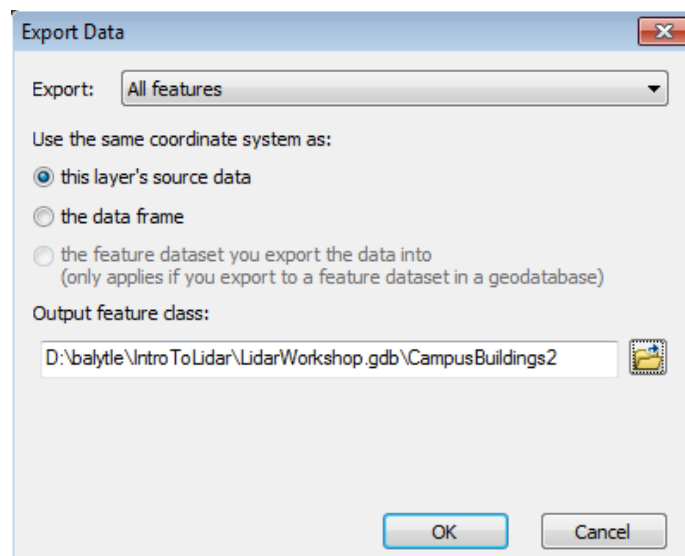 Export Data
Export: All features
Use the same coordinate system as:
this layer's source data
the data frame
the feature dataset you export the data into
(only applies if you export to a feature dataset in a geodatabase)
Output feature class:
D:\balytle\IntroToLidar\LidarWorkshop.gdb\CampusBuildings2
OK Cancel